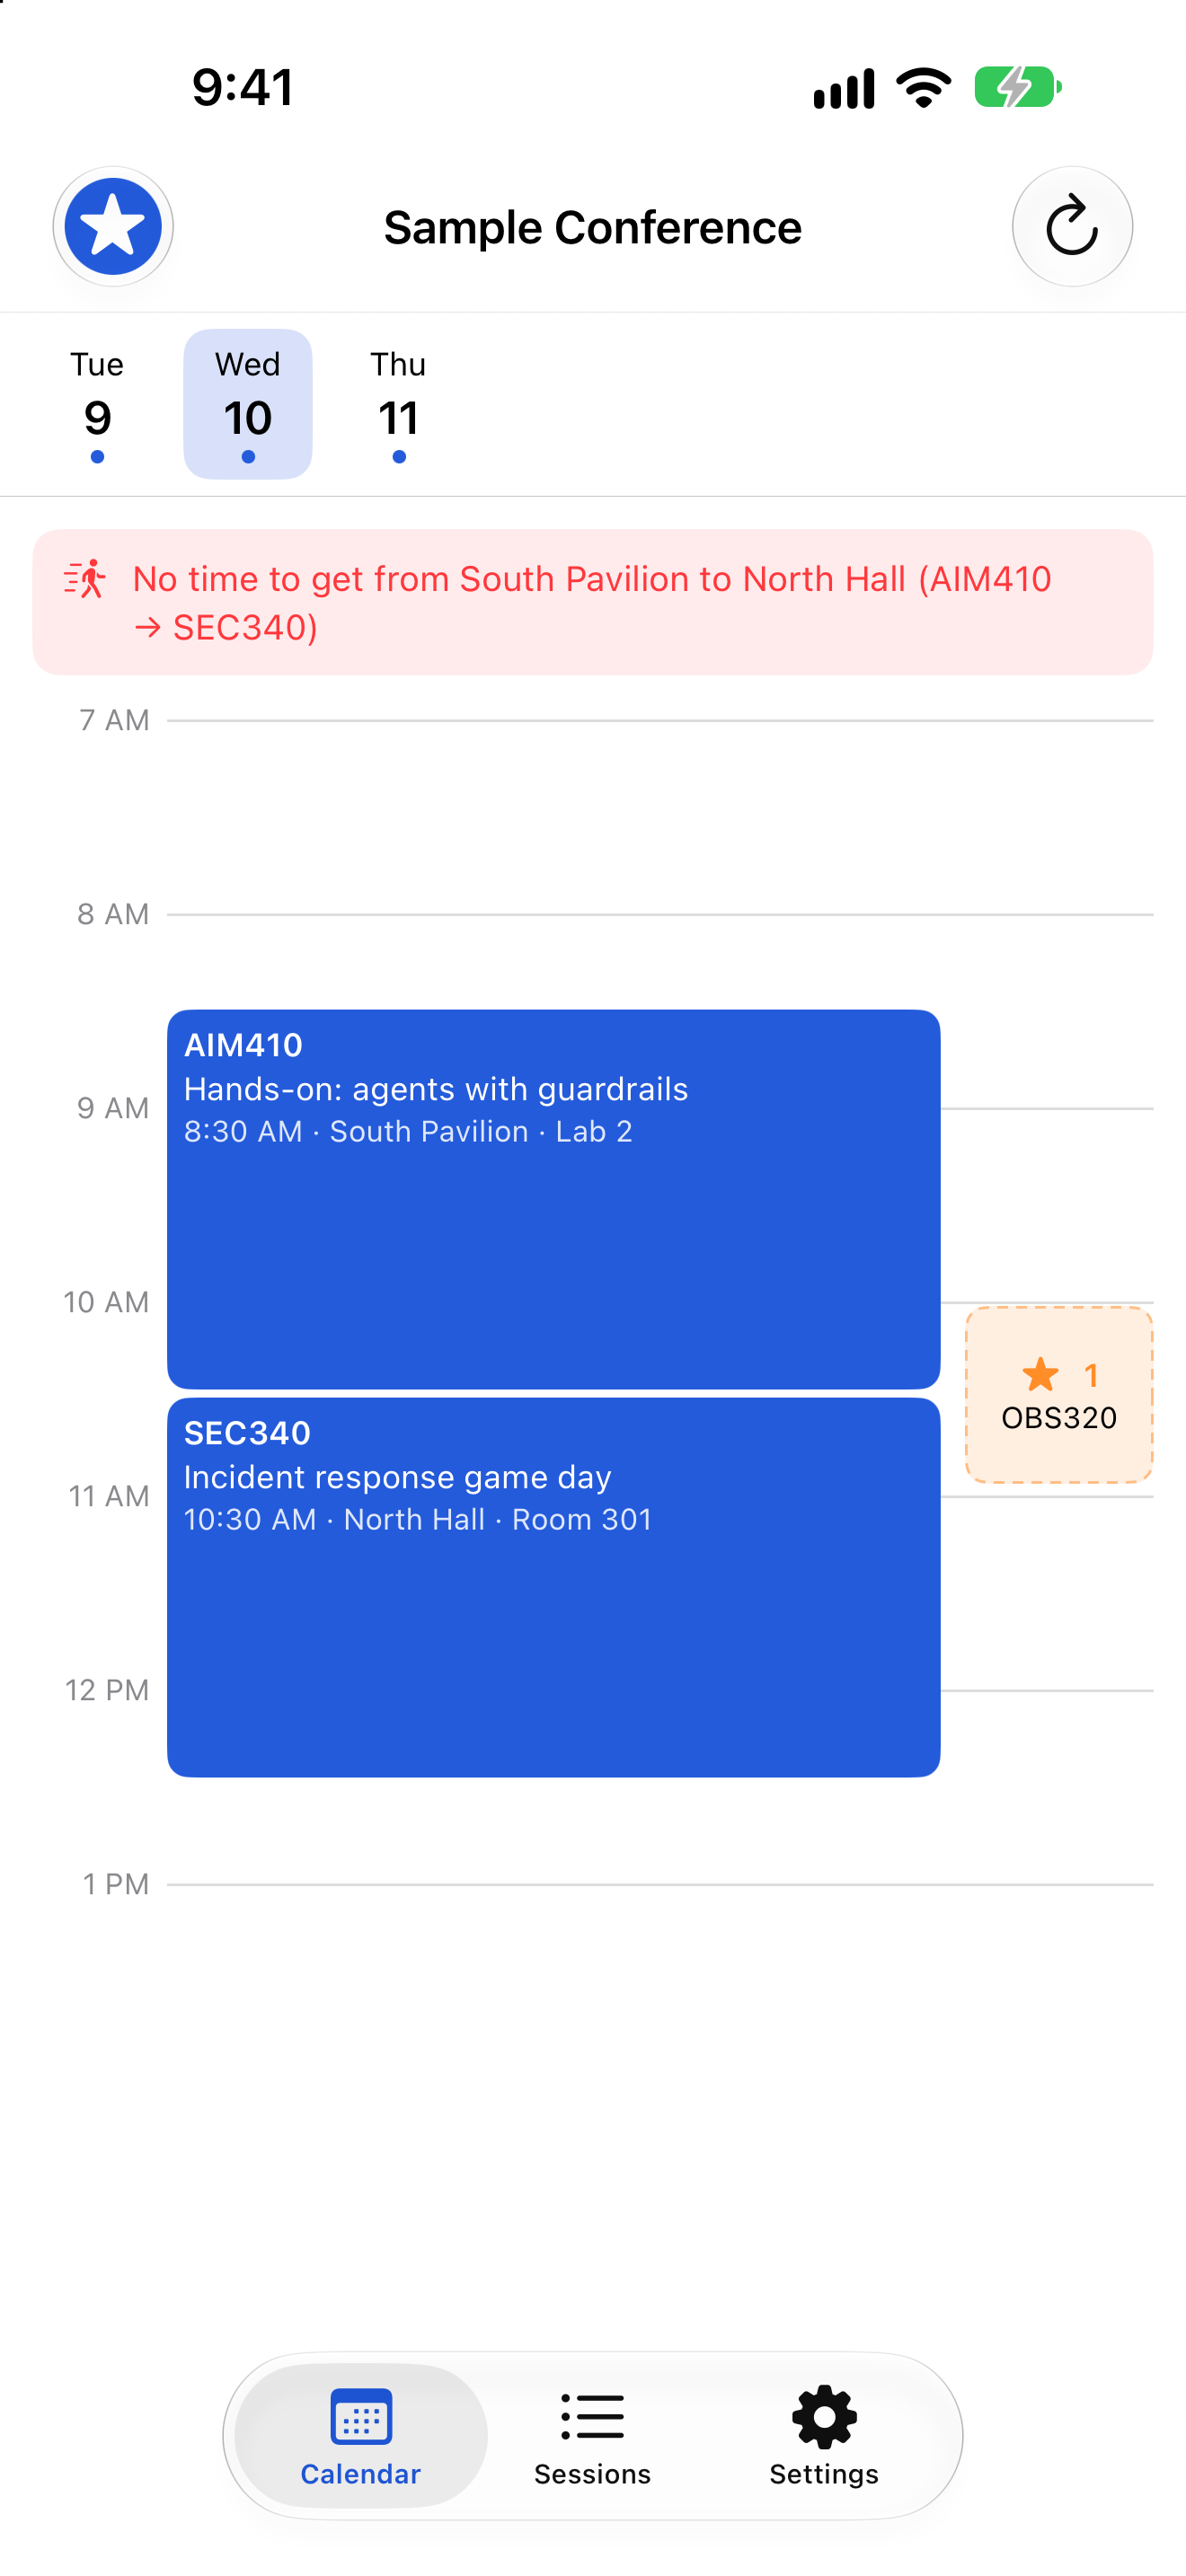 9:41
Sample Conference
Tue
9
Wed
10
Thu
11
No time to get from South Pavilion to North Hall (AIM410
→ SEC340)
7 AM
8 AM
AIM410
Hands-on: agents with guardrails
8:30 AM · South Pavilion · Lab 2
9 AM
10 AM
1
OBS320
SEC340
Incident response game day
10:30 AM · North Hall · Room 301
11 AM
12 PM
1 PM
Calendar
Sessions
Settings